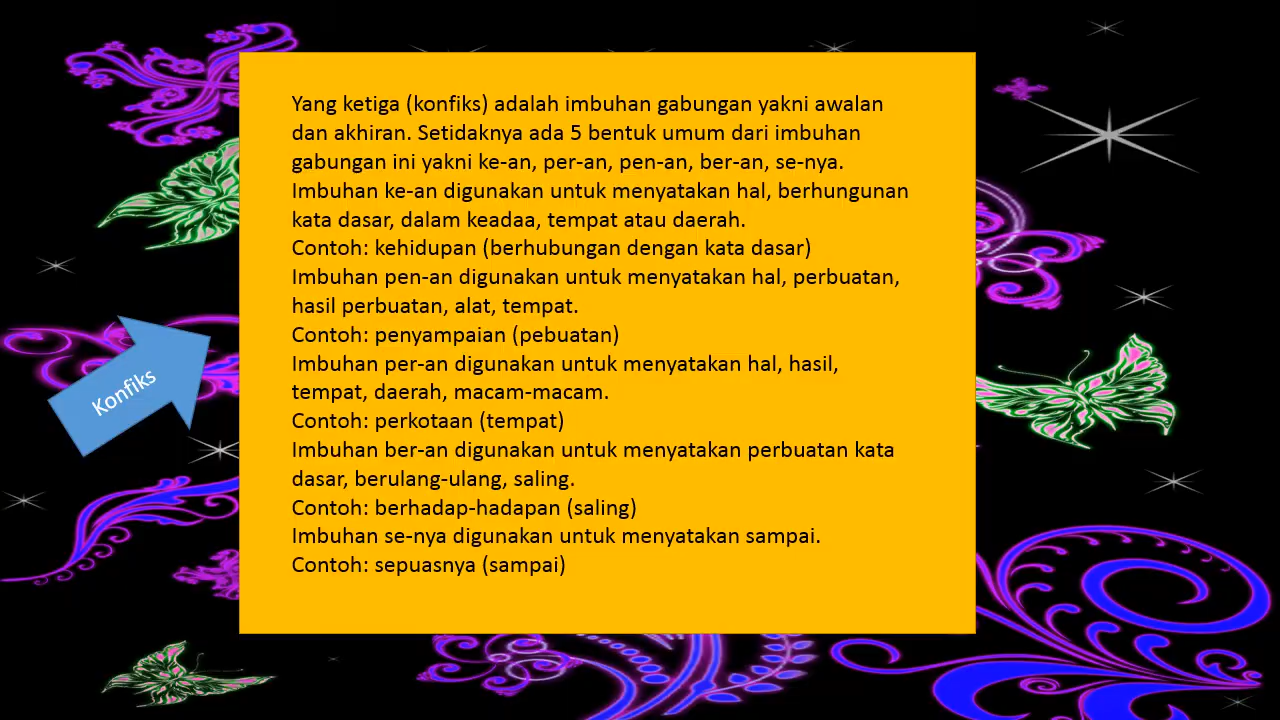 Yang ketiga (konfiks) adalah imbuhan gabungan yakni awalan
dan akhiran. Setidaknya ada 5 bentuk umum dari imbuhan
gabungan ini yakni ke-an, per-an, pen-an, ber-an, se-nya.
Imbuhan ke-an digunakan untuk menyatakan hal, berhungunan
kata dasar, dalam keadaa, tempat atau daerah.
Contoh: kehidupan (berhubungan dengan kata dasar)
Imbuhan pen-an digunakan untuk menyatakan hal, perbuatan,
hasil perbuatan, alat, tempat.
Contoh: penyampaian (pebuatan)
Imbuhan per-an digunakan untuk menyatakan hal, hasil,
tempat, daerah, macam-macam.
Contoh: perkotaan (tempat)
Imbuhan ber-an digunakan untuk menyatakan perbuatan kata
dasar, berulang-ulang, saling.
Contoh: berhadap-hadapan (saling)
Imbuhan se-nya digunakan untuk menyatakan sampai.
Contoh: sepuasnya (sampai)
Konfiks